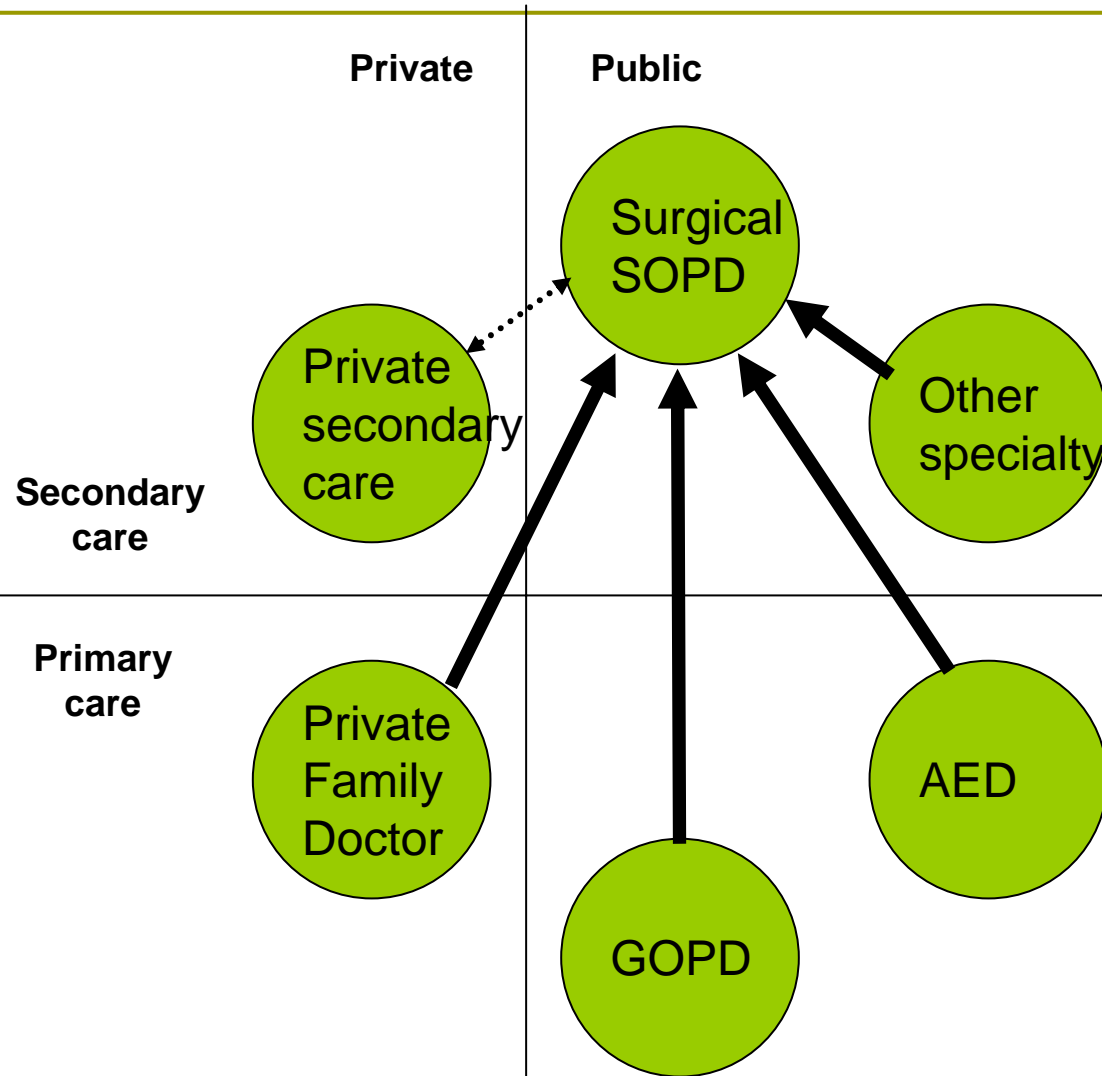 Private
Public
Surgical
SOPD
Private
secondary
care
Other
specialty
Secondary
care
Primary
care
Private
Family
Doctor
AED
GOPD